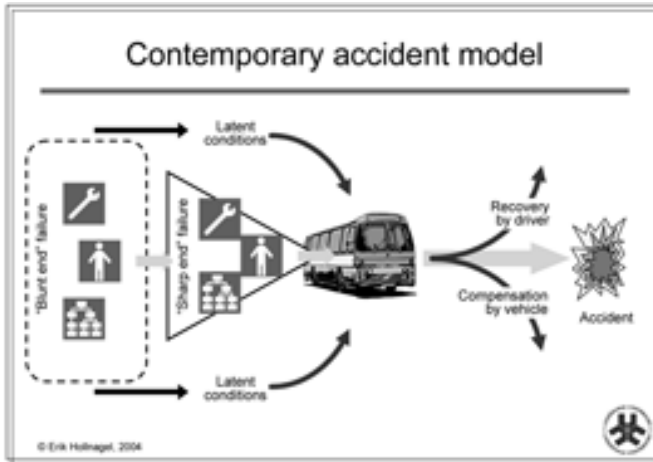 Contemporary accident model
Latent
conditions
"Blunt end" failure
"Sharp end" failure
Recovery
by driver
Compensation
by vehicle
Accident
Latent
conditions
© Erik Hollnagel, 2004